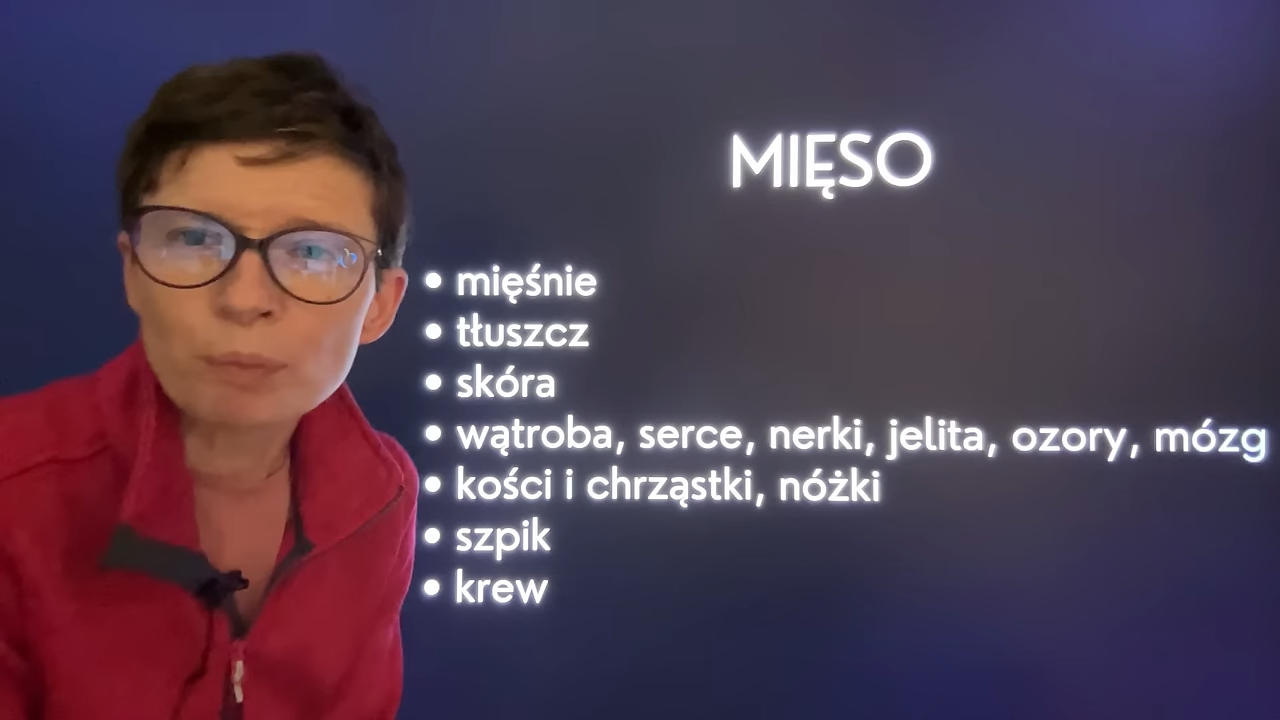 MIĘSO
• mięśnie
• tłuszcz
• skóra
• wątroba, serce, nerki, jelita, ozory, mózg
• kości i chrząstki, nóżki
• szpik
• krew